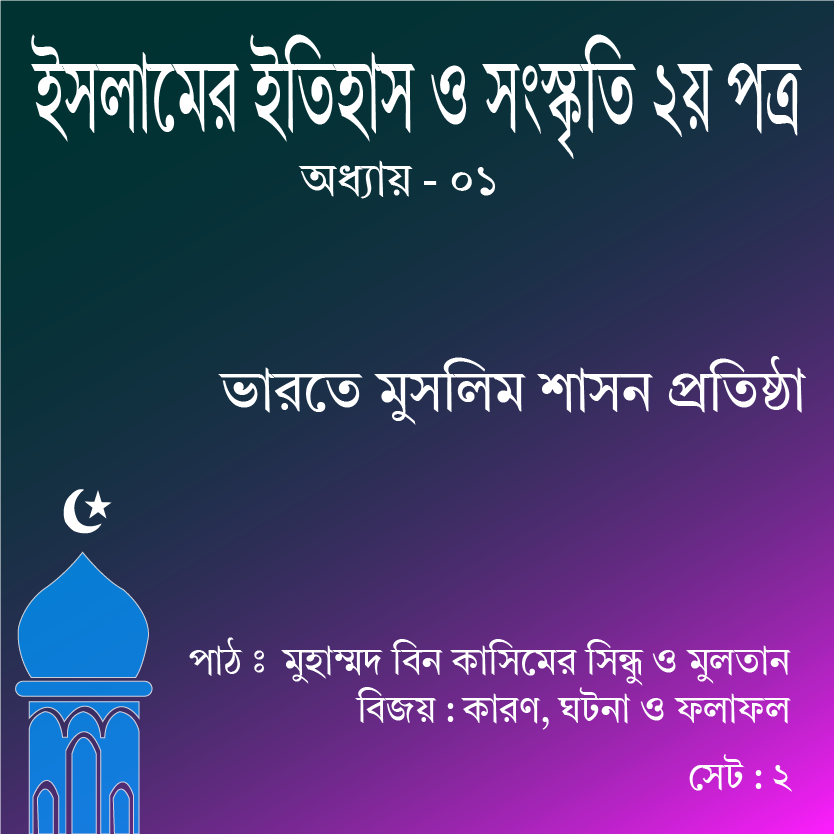 ইসলামের ইতিহাস ও সংস্কৃতি ২য় পত্র
অধ্যায় - ০১
ভারতে মুসলিম শাসন প্রতিষ্ঠা
পাঠ ঃ মুহাম্মদ বিন কাসিমের সিন্ধু ও মুলতান
বিজয় : কারণ, ঘটনা ও ফলাফল
সেট : ২